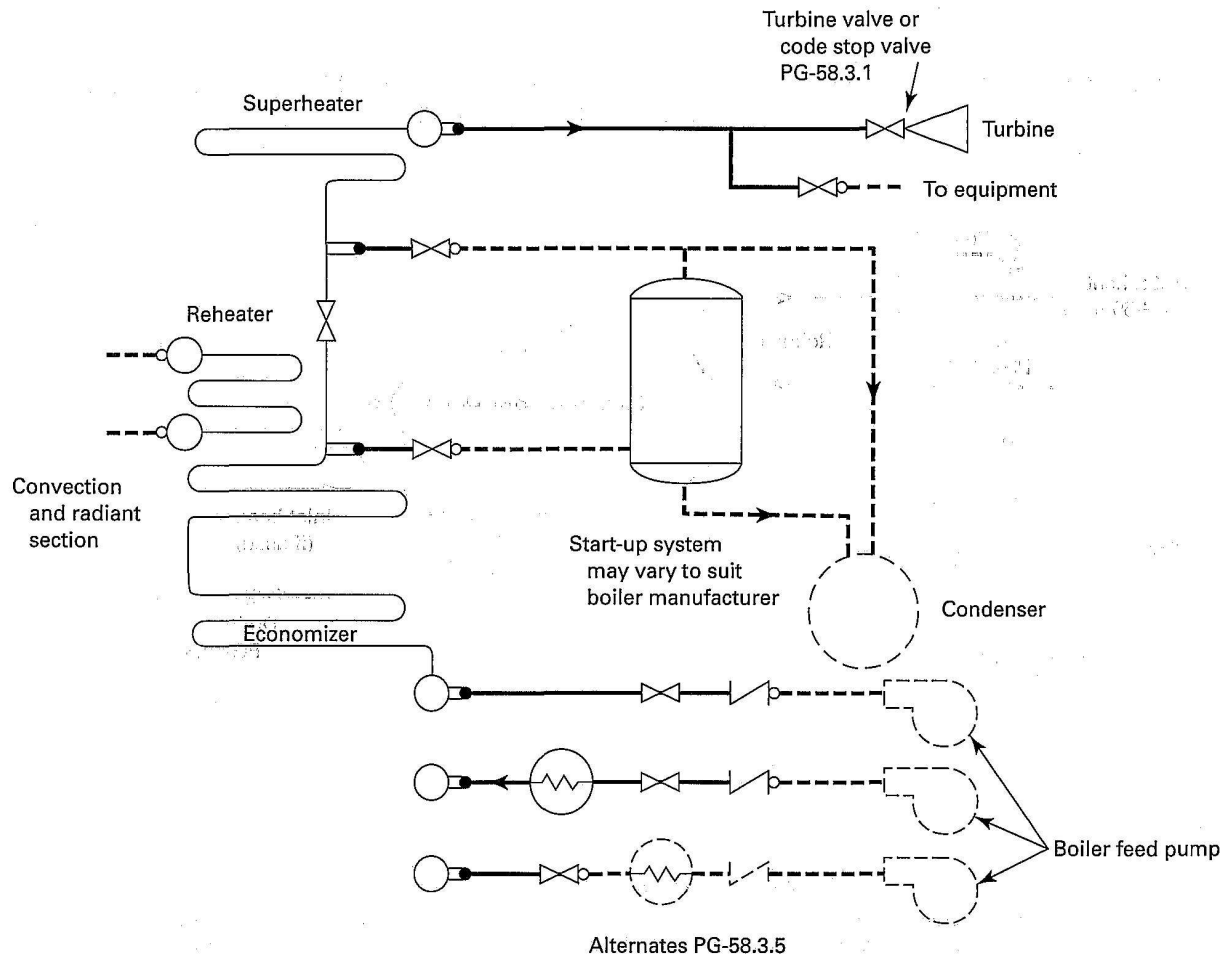 Turbine valve or
code stop valve
PG-58.3.1
Superheater
Turbine
To equipment
Reheater
Convection
and radiant
section
Start-up system
may vary to suit
boiler manufacturer
Condenser
Economizer
Boiler feed pump
Alternates PG-58.3.5